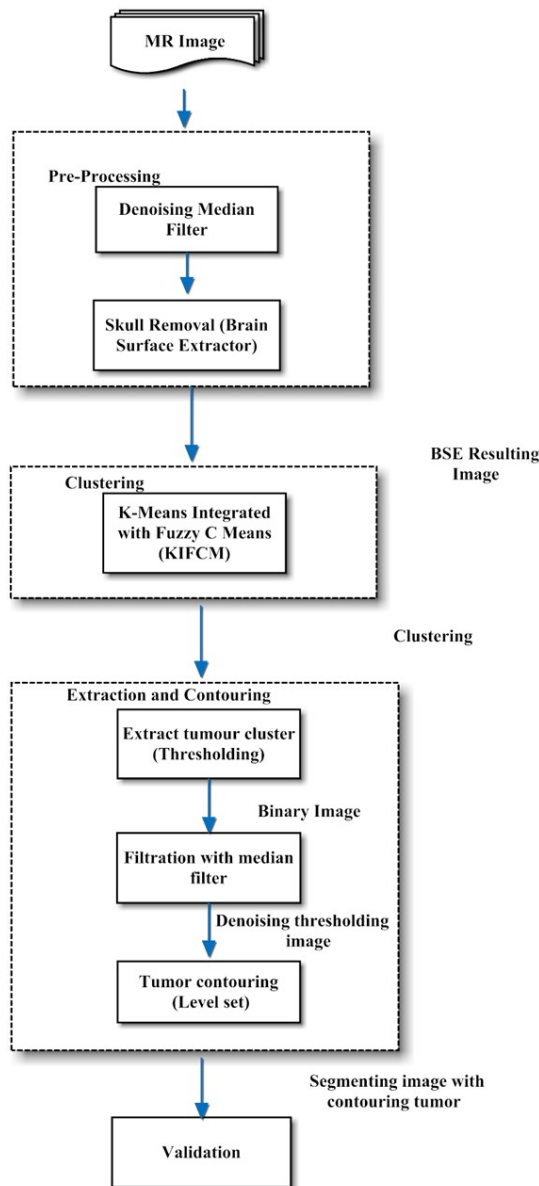 MR Image
Pre-Processing
Denoising Median
Filter
Skull Removal (Brain
Surface Extractor)
BSE Resulting
Image
Clustering
K-Means Integrated
with Fuzzy C Means
(KIFCM)
Clustering
Extraction and Contouring
Extract tumour cluster
(Thresholding)
Binary Image
Filtration with median
filter
Denoising thresholding
image
Tumor contouring
(Level set)
Segmenting image with
contouring tumor
Validation